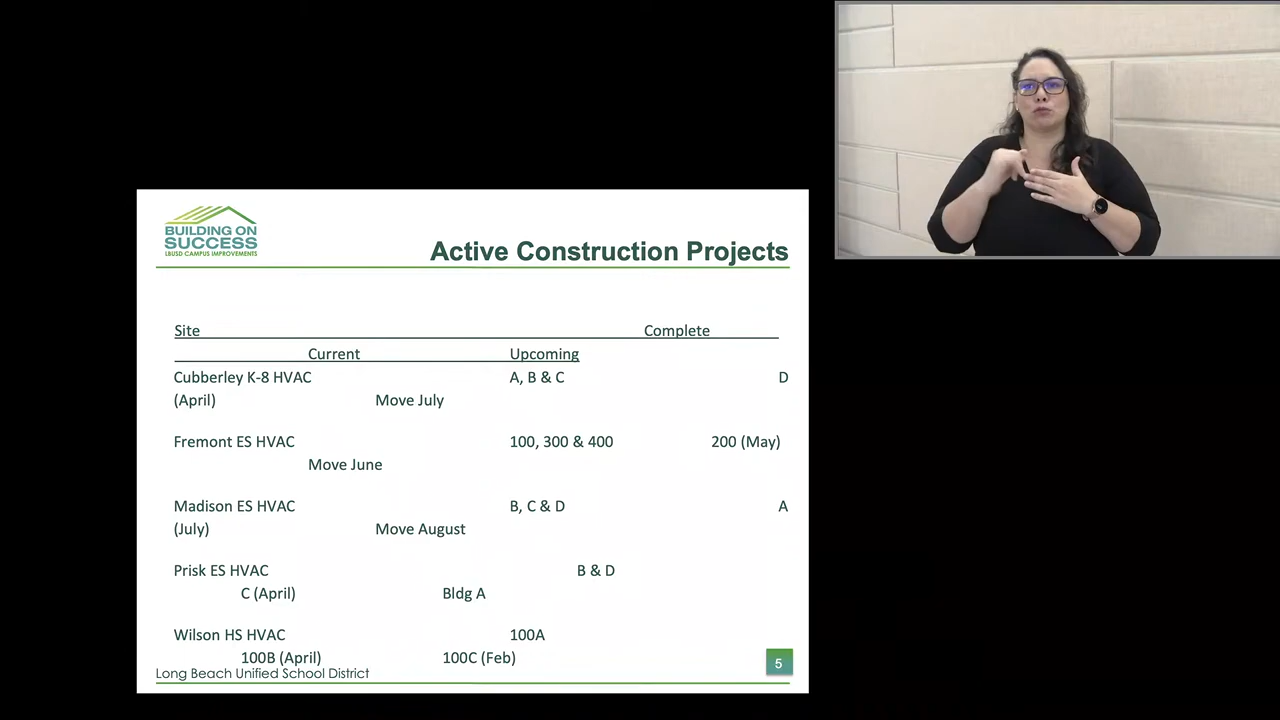 BUILDING ON
SUCCESS
LBUSD CAMPUS IMPROVEMENTS
Active Construction Projects
Site Complete
Current Upcoming
Cubberley K-8 HVAC A, B & C D
(April) Move July
Fremont ES HVAC 100, 300 & 400 200 (May)
Move June
Madison ES HVAC B, C & D A
(July) Move August
Prisk ES HVAC B & D
C (April) Bldg A
Wilson HS HVAC 100A
100B (April) 100C (Feb)
Long Beach Unified School District
5